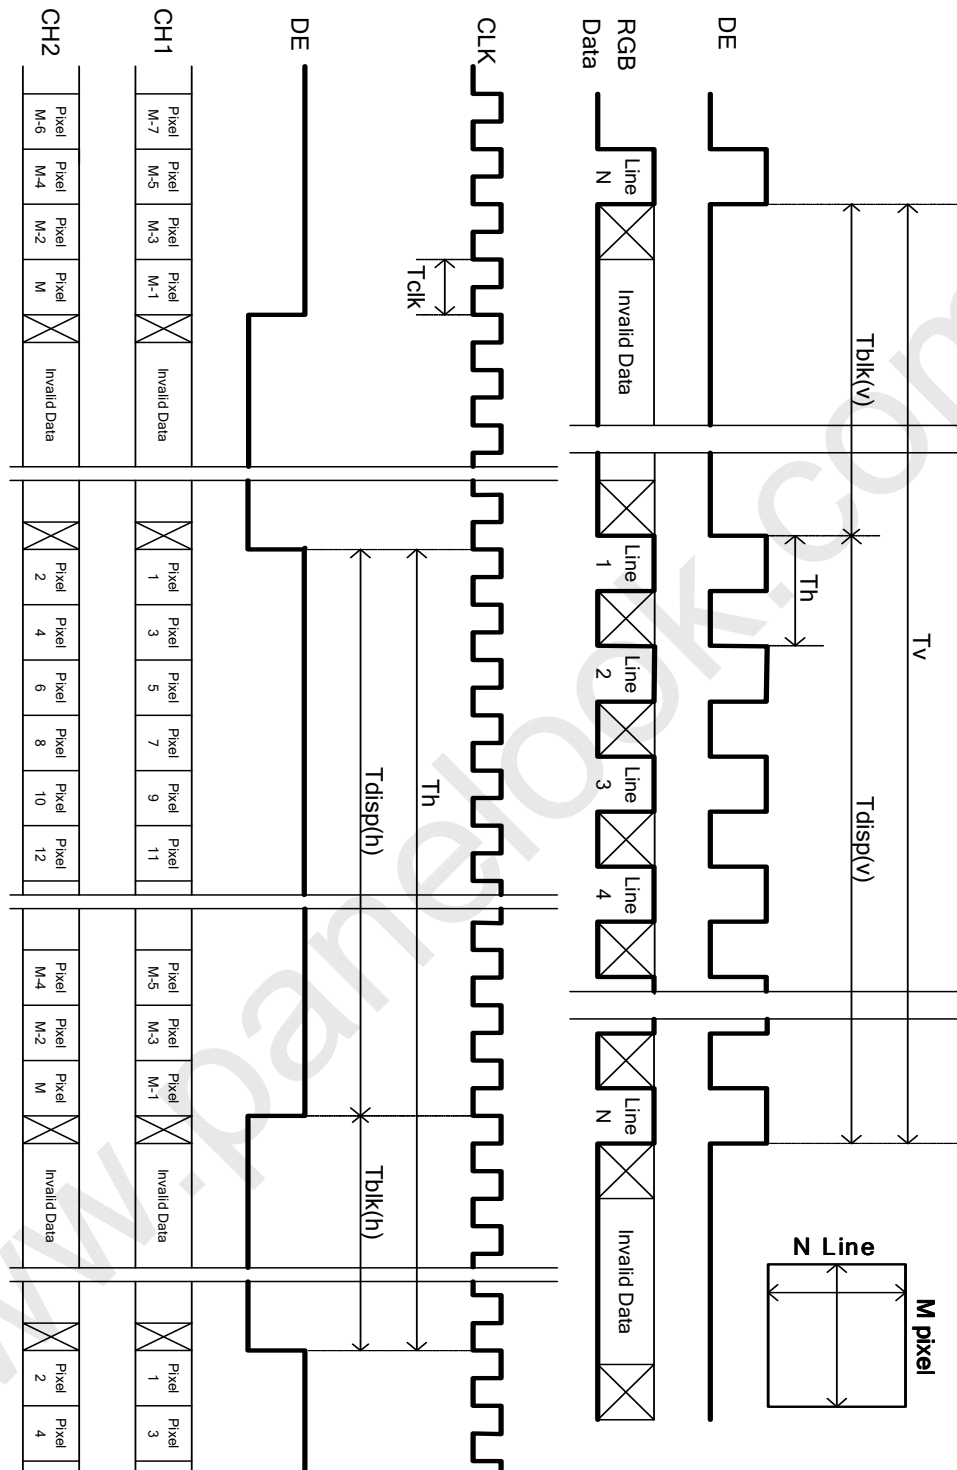 Tv
Tblk(v)
Tdisp(v)
Th
DE
RGB
Data
Line
N
Invalid Data
Line
1
Line
2
Line
3
Line
4
Line
N
Invalid Data
N Line
M pixel
CLK
Tclk
Th
Tdisp(h)
Tblk(h)
DE
CH1
Pixel
M-7
Pixel
M-5
Pixel
M-3
Pixel
M-1
Invalid Data
Pixel
1
Pixel
3
Pixel
5
Pixel
7
Pixel
9
Pixel
11
Pixel
M-5
Pixel
M-3
Pixel
M-1
Invalid Data
Pixel
1
Pixel
3
CH2
Pixel
M-6
Pixel
M-4
Pixel
M-2
Pixel
M
Invalid Data
Pixel
2
Pixel
4
Pixel
6
Pixel
8
Pixel
10
Pixel
12
Pixel
M-4
Pixel
M-2
Pixel
M
Invalid Data
Pixel
2
Pixel
4
www.panelook.com